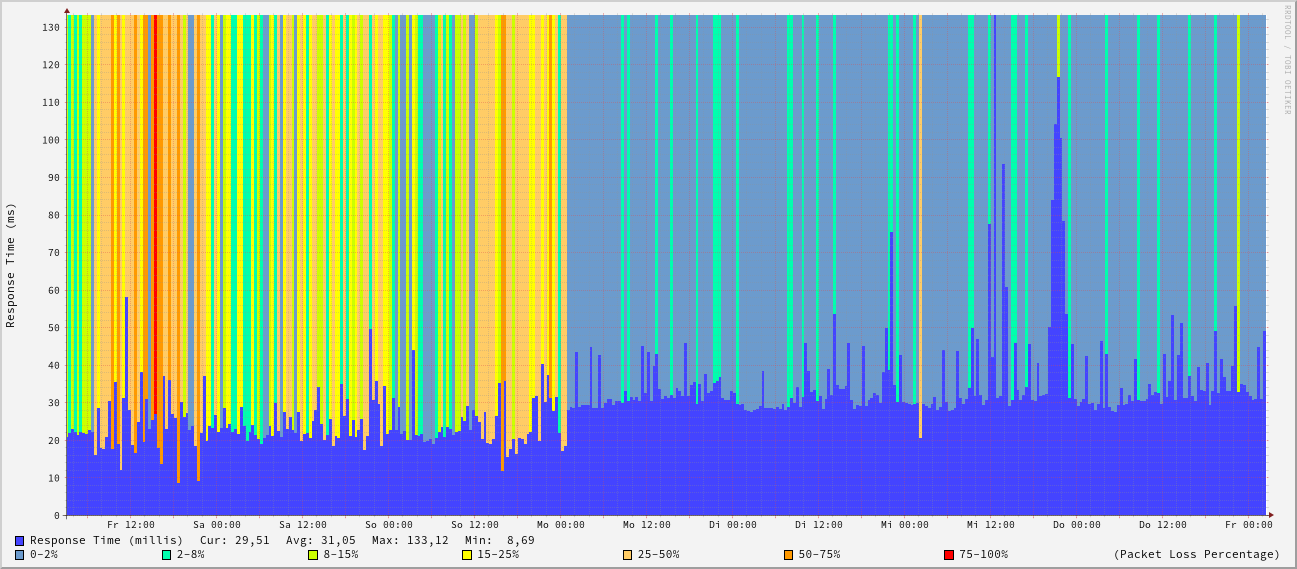 RRDTOOL / TOBI OETIKER
Response Time (ms)
130
120
110
100
90
80
70
60
50
40
30
20
10
0
Fr 12:00 Sa 00:00 Sa 12:00 So 00:00 So 12:00 Mo 00:00 Mo 12:00 Di 00:00 Di 12:00 Mi 00:00 Mi 12:00 Do 00:00 Do 12:00 Fr 00:00
Response Time (millis) Cur: 29,51 Avg: 31,05 Max: 133,12 Min: 8,69
0-2% 2-8% 8-15% 15-25% 25-50% 50-75% 75-100% (Packet Loss Percentage)